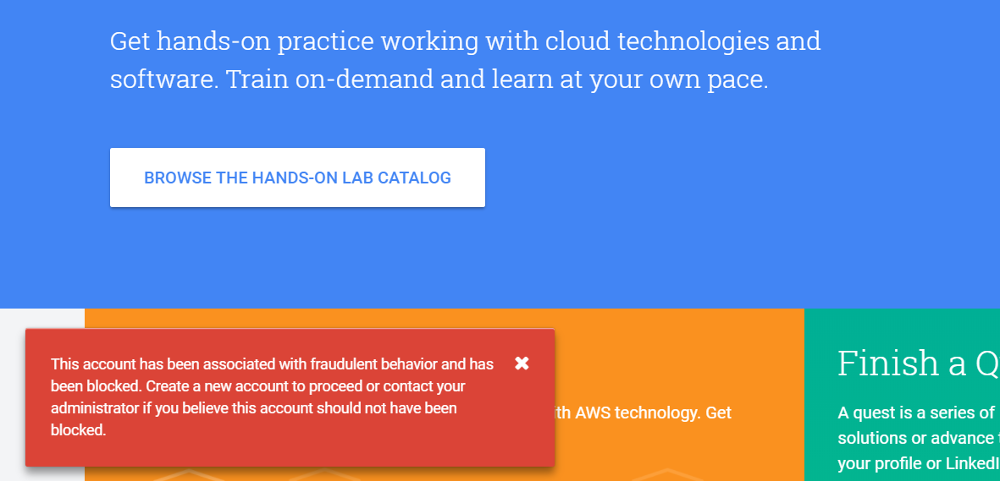 Get hands-on practice working with cloud technologies and
software. Train on-demand and learn at your own pace.
BROWSE THE HANDS-ON LAB CATALOG
This account has been associated with fraudulent behavior and has
been blocked. Create a new account to proceed or contact your
administrator if you believe this account should not have been
blocked.
with AWS technology. Get
Finish a Q
A quest is a series of
solutions or advance
your profile or LinkedI